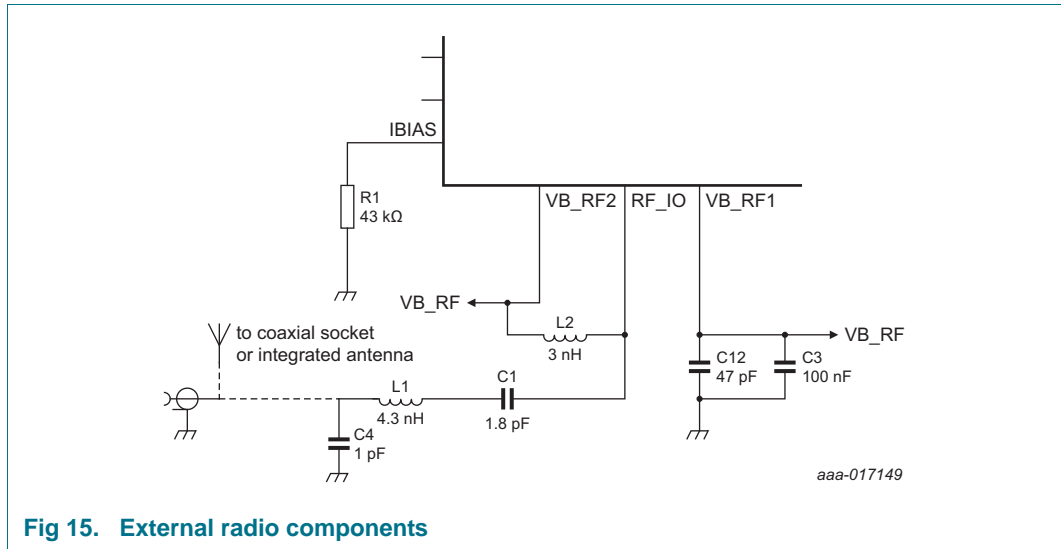 IBIAS
R1
43 kΩ
VB_RF2 RF_IO VB_RF1
VB_RF
to coaxial socket
or integrated antenna
L2
3 nH
VB_RF
C12
47 pF
C3
100 nF
L1
4.3 nH
C1
1.8 pF
C4
1 pF
aaa-017149
Fig 15. External radio components